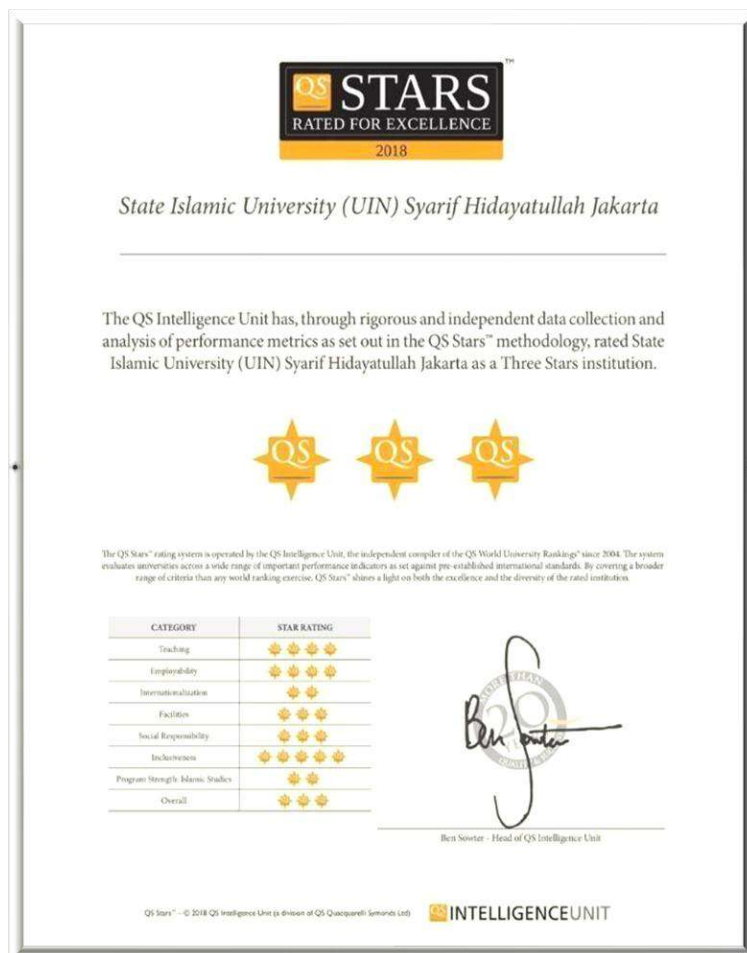 QS STARS™
RATED FOR EXCELLENCE
2018
State Islamic University (UIN) Syarif Hidayatullah Jakarta
The QS Intelligence Unit has, through rigorous and independent data collection and
analysis of performance metrics as set out in the QS Stars™ methodology, rated State
Islamic University (UIN) Syarif Hidayatullah Jakarta as a Three Stars institution.
QS QS QS
The QS Stars™ rating system is operated by the QS Intelligence Unit, the independent compiler of the QS World University Rankings® since 2004. The system
evaluates universities across a wide range of important performance indicators as set against pre-established international standards. By covering a broader
range of criteria than any world ranking exercise, QS Stars™ shines a light on both the excellence and the diversity of the rated institution.
CATEGORY STAR RATING
Teaching
Employability
Internationalization
Facilities
Social Responsibility
Inclusiveness
Program Strength: Islamic Studies
Overall
MORE THAN
20
Ben Sowter
Ben Sowter - Head of QS Intelligence Unit
QS Stars™ - © 2018 QS Intelligence Unit (a division of QS Quacquarelli Symonds Ltd)
QS INTELLIGENCEUNIT